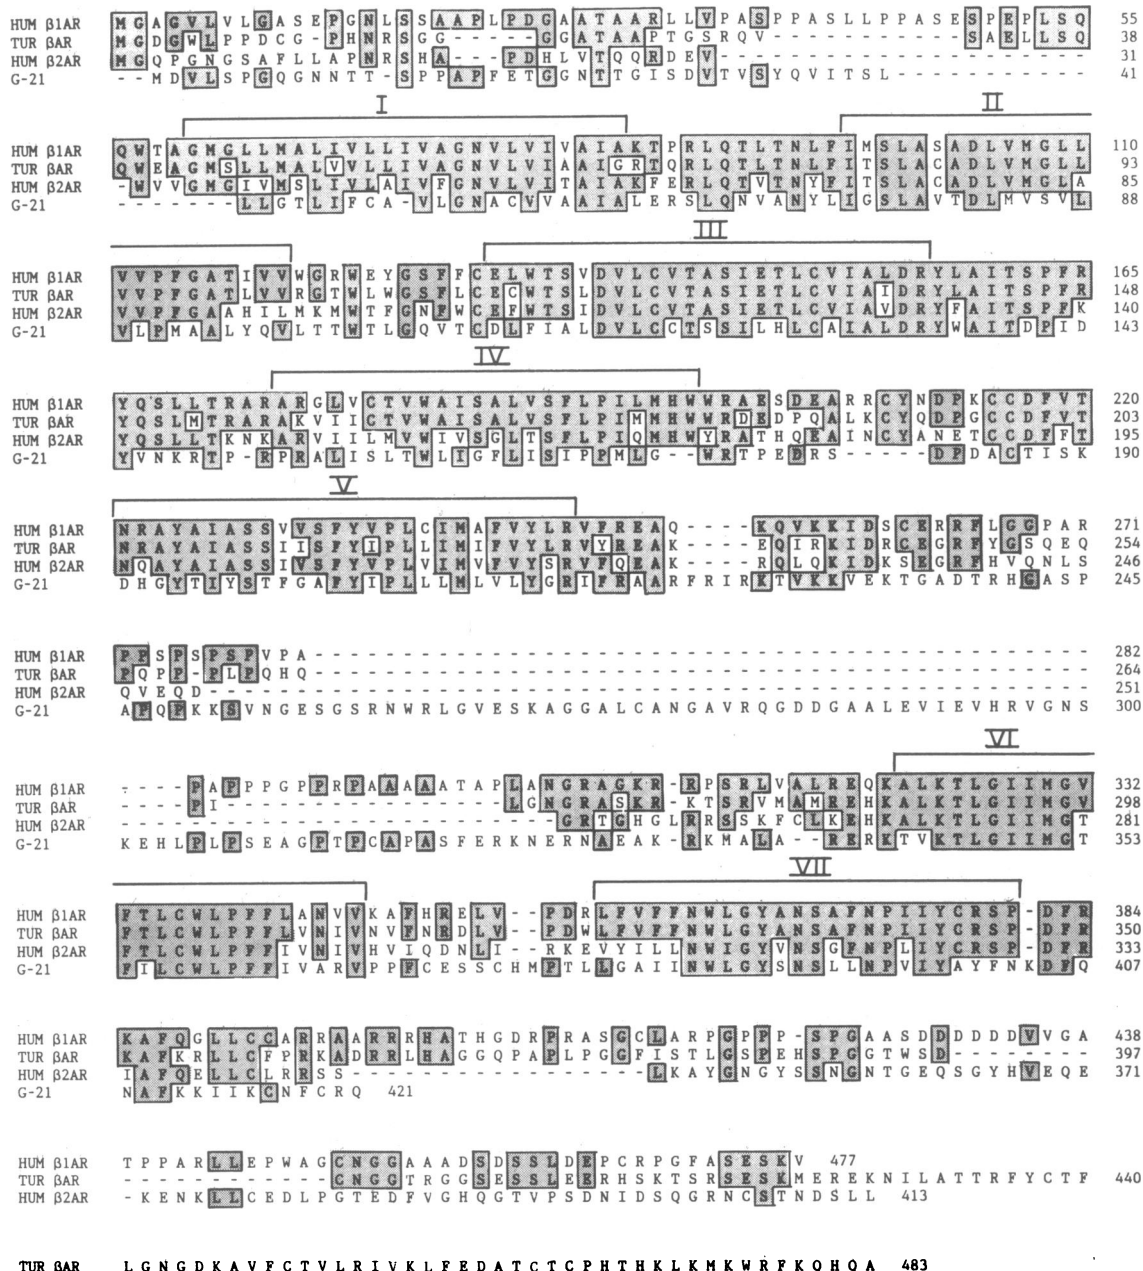 HUM β1AR M G A G V L V L G A S E P G N L S S A A P L P D G A A T A A R L L V P A S P P A S L L P P A S E S P E P L S Q 55
TUR βAR M G D G W L P P D C G - P H N R S G G - - - - - G G A T A A P T G S R Q V - - - - - - - - - - - S A E L L S Q 38
HUM β2AR M G Q P G N G S A F L L A P N R S H A - - - P D H L V T Q Q R D E V - - - - - - - - - - - - - - - - - - - - - 31
G-21 - - M D V L S P G Q G N N T T - S P P A P F E T G G N T T G I S D V T V S Y Q V I T S L - - - - - - - - - - - 41
I II
HUM β1AR Q W T A G M G L L M A L I V L L I V A G N V L V I V A I A K T P R L Q T L T N L F I M S L A S A D L V M G L L 110
TUR βAR Q W E A G M S L L M A L V V L L I V A G N V L V I A A I G R T Q R L Q T L T N L F I T S L A C A D L V M G L L 93
HUM β2AR - W V V G M G I V M S L I V L A I V F G N V L V I T A I A K F E R L Q T V T N Y F I T S L A C A D L V M G L A 85
G-21 - - - - - - - L L G T L I F C A - V L G N A C V V A A I A L E R S L Q N V A N Y L I G S L A V T D L M V S V L 88
III
HUM β1AR V V P F G A T I V V W G R W E Y G S F F C E L W T S V D V L C V T A S I E T L C V I A L D R Y L A I T S P F R 165
TUR βAR V V P F G A T L V V R G T W L W G S F L C E C W T S L D V L C V T A S I E T L C V I A I D R Y L A I T S P F R 148
HUM β2AR V V P F G A A H I L M K M W T F G N F W C E F W T S I D V L C V T A S I E T L C V I A V D R Y F A I T S P F K 140
G-21 V L P M A A L Y Q V L T T W T L G Q V T C D L F I A L D V L C C T S S I L H L C A I A L D R Y W A I T D P I D 143
IV
HUM β1AR Y Q S L L T R A R A R G L V C T V W A I S A L V S F L P I L M H W W R A E S D E A R R C Y N D P K C C D F V T 220
TUR βAR Y Q S L M T R A R A K V I I C T V W A I S A L V S F L P I M M H W W R D E D P Q A L K C Y Q D P G C C D F V T 203
HUM β2AR Y Q S L L T K N K A R V I I L M V W I V S G L T S F L P I Q M H W Y R A T H Q E A I N C Y A N E T C C D F F T 195
G-21 Y V N K R T P - R P R A L I S L T W L I G F L I S I P P M L G - - W R T P E D R S - - - - - D P D A C T I S K 190
V
HUM β1AR N R A Y A I A S S V V S F Y V P L C I M A F V Y L R V F R E A Q - - - - K Q V K K I D S C E R R F L G G P A R 271
TUR βAR N R A Y A I A S S I I S F Y I P L L I M I F V Y L R V Y R E A K - - - - E Q I R K I D R C E G R F Y G S Q E Q 254
HUM β2AR N Q A Y A I A S S I V S F Y V P L V I M V F V Y S R V F Q E A K - - - - R Q L Q K I D K S E G R F H V Q N L S 246
G-21 D H G Y T I Y S T F G A F Y I P L L L M L V L Y G R I F R A A R F R I R K T V K K V E K T G A D T R H G A S P 245
HUM β1AR P P S P S P S P V P A - - - - - - - - - - - - - - - - - - - - - - - - - - - - - - - - - - - - - - - - - - - - 282
TUR βAR P Q P P - P L P Q H Q - - - - - - - - - - - - - - - - - - - - - - - - - - - - - - - - - - - - - - - - - - - - 264
HUM β2AR Q V E Q D - - - - - - - - - - - - - - - - - - - - - - - - - - - - - - - - - - - - - - - - - - - - - - - - - - 251
G-21 A P Q P K K S V N G E S G S R N W R L G V E S K A G G A L C A N G A V R Q G D D G A A L E V I E V H R V G N S 300
VI
HUM β1AR - - - - P A P P P G P P R P A A A A A T A P L A N G R A G K R - R P S R L V A L R E Q K A L K T L G I I M G V 332
TUR βAR - - - - P I - - - - - - - - - - - - - - - - L G N G R A S K R - K T S R V M A M R E H K A L K T L G I I M G V 298
HUM β2AR - - - - - - - - - - - - - - - - - - - - - - - - - G R T G H G L R R S S K F C L K E H K A L K T L G I I M G T 281
G-21 K E H L P L P S E A G P T P C A P A S F E R K N E R N A E A K - R K M A L A - - R E R K T V K T L G I I M G T 353
VII
HUM β1AR F T L C W L P F F L A N V V K A F H R E L V - - P D R L F V F F N W L G Y A N S A F N P I I Y C R S P - D F R 384
TUR βAR F T L C W L P F F L V N I V N V F N R D L V - - P D W L F V F F N W L G Y A N S A F N P I I Y C R S P - D F R 350
HUM β2AR F T L C W L P F F I V N I V H V I Q D N L I - - R K E V Y I L L N W I G Y V N S G F N P L I Y C R S P - D F R 333
G-21 F I L C W L P F F I V A R V P P F C E S S C H M P T L L G A I I N W L G Y S N S L L N P V I Y A Y F N K D F Q 407
HUM β1AR K A F Q G L L C C A R R A A R R R H A T H G D R P R A S G C L A R P G P P P - S P G A A S D D D D D D V V G A 438
TUR βAR K A F K R L L C F P R K A D R R L H A G G Q P A P L P G G F I S T L G S P E H S P G G T W S D - - - - - - - - 397
HUM β2AR I A F Q E L L C L R R S S - - - - - - - - - - - - - - - - - L K A Y G N G Y S S N G N T G E Q S G Y H V E Q E 371
G-21 N A F K K I I K C N F C R Q 421
HUM β1AR T P P A R L L E P W A G C N G G A A A D S D S S L D E P C R P G F A S E S K V 477
TUR βAR - - - - - - - - - - - - C N G G T R G G S E S S L E E R H S K T S R S E S K M E R E K N I L A T T R F Y C T F 440
HUM β2AR - K E N K L L C E D L P G T E D F V G H Q G T V P S D N I D S Q G R N C S T N D S L L 413
TUR βAR L G N G D K A V F C T V L R I V K L F E D A T C T C P H T H K L K M K W R F K Q H Q A 483